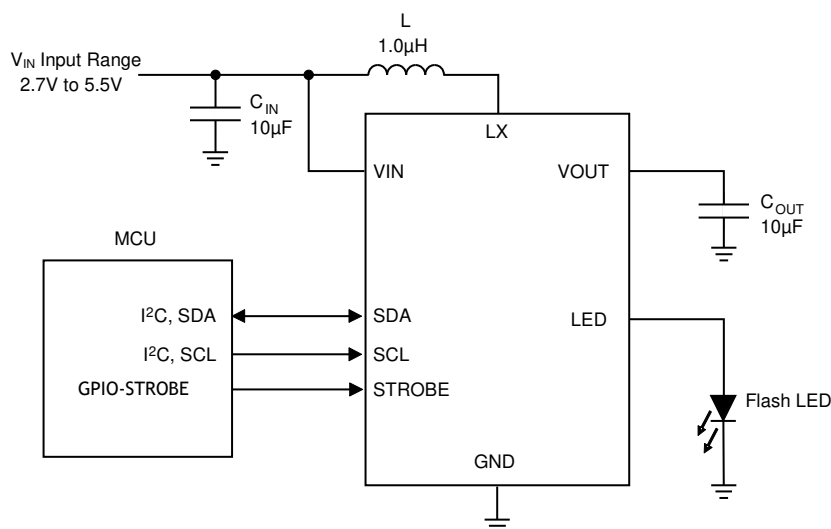 L
1.0µH
V_IN Input Range
2.7V to 5.5V
C_IN
10µF
LX
VIN
VOUT
C_OUT
10µF
MCU
I²C, SDA
SDA
LED
I²C, SCL
SCL
GPIO-STROBE
STROBE
Flash LED
GND